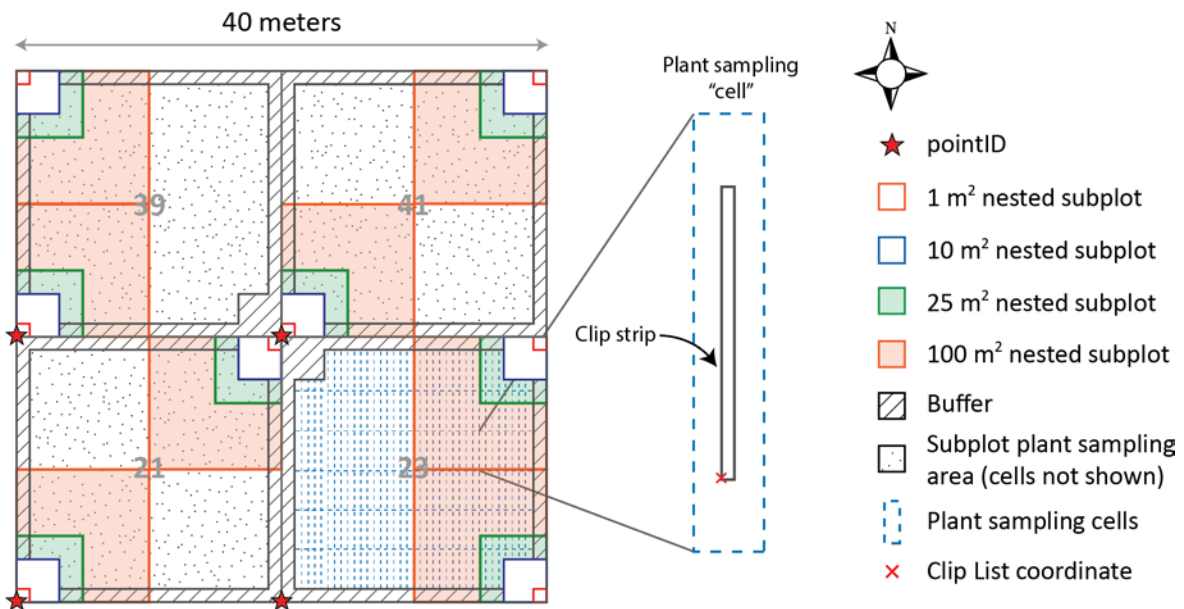 40 meters
39
41
21
23
Plant sampling
"cell"
Clip strip
N
pointID
1 m² nested subplot
10 m² nested subplot
25 m² nested subplot
100 m² nested subplot
Buffer
Subplot plant sampling
area (cells not shown)
Plant sampling cells
Clip List coordinate